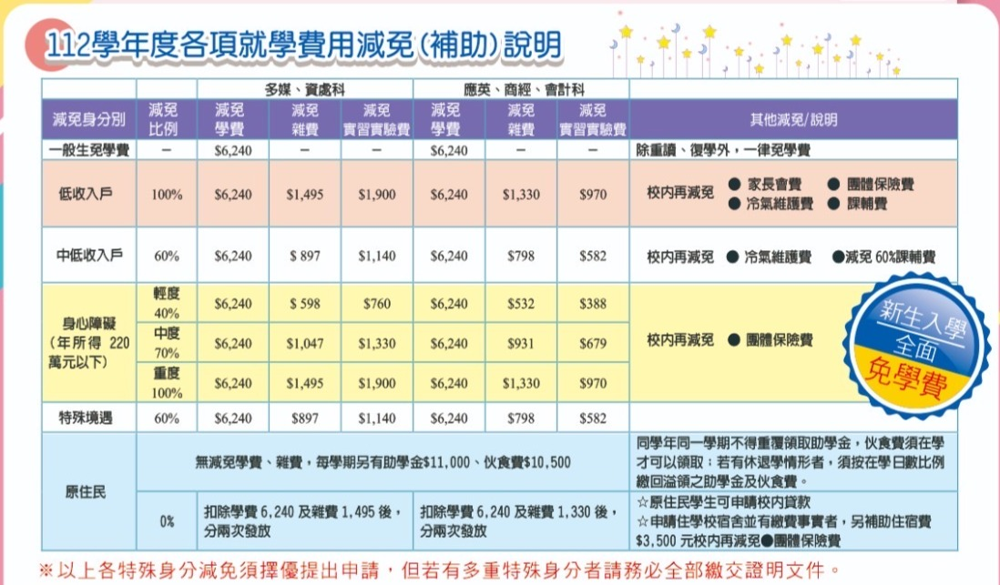 112學年度各項就學費用減免(補助)說明
多媒、資處科 應英、商經、會計科
減免身分別 減免比例 減免學費 減免雜費 減免實習實驗費 減免學費 減免雜費 減免實習實驗費 其他減免/說明
一般生免學費 － $6,240 － － $6,240 － － 除重讀、復學外，一律免學費
低收入戶 100% $6,240 $1,495 $1,900 $6,240 $1,330 $970 校內再減免 ● 家長會費 ● 團體保險費
● 冷氣維護費 ● 課輔費
中低收入戶 60% $6,240 $ 897 $1,140 $6,240 $798 $582 校內再減免 ● 冷氣維護費 ●減免 60%課輔費
身心障礙
（年所得 220
萬元以下）
輕度
40% $6,240 $ 598 $760 $6,240 $532 $388
中度
70% $6,240 $1,047 $1,330 $6,240 $931 $679
重度
100% $6,240 $1,495 $1,900 $6,240 $1,330 $970
校內再減免 ● 團體保險費
新生入學
全面
免學費
特殊境遇 60% $6,240 $897 $1,140 $6,240 $798 $582
原住民
無減免學費、雜費，每學期另有助學金$11,000、伙食費$10,500
同學年同一學期不得重覆領取助學金，伙食費須在學
才可以領取；若有休退學情形者，須按在學日數比例
繳回溢領之助學金及伙食費。
0%
扣除學費 6,240 及雜費 1,495 後，
分兩次發放
扣除學費 6,240 及雜費 1,330 後，
分兩次發放
☆原住民學生可申請校內貸款
☆申請住學校宿舍並有繳費事實者，另補助住宿費
$3,500 元校內再減免●團體保險費
※以上各特殊身分減免須擇優提出申請，但若有多重特殊身分者請務必全部繳交證明文件。